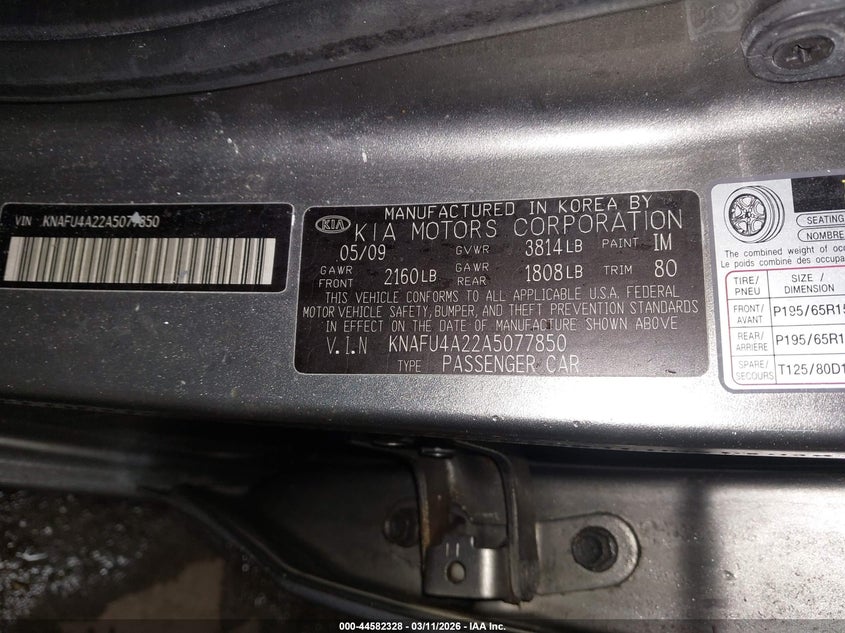 VIN KNAFU4A22A5077850
KIA
MANUFACTURED IN KOREA BY
KIA MOTORS CORPORATION
05/09 GVWR 3814LB PAINT IM
GAWR FRONT 2160LB GAWR REAR 1808LB TRIM 80
THIS VEHICLE CONFORMS TO ALL APPLICABLE U.S.A. FEDERAL
MOTOR VEHICLE SAFETY, BUMPER, AND THEFT PREVENTION STANDARDS
IN EFFECT ON THE DATE OF MANUFACTURE SHOWN ABOVE
V.I.N KNAFU4A22A5077850
TYPE PASSENGER CAR
SEATING
NOMBRE
The combined weight of
Le poids combiné des
TIRE/ PNEU SIZE / DIMENSION
FRONT/ AVANT P195/65R15
REAR/ ARRIERE P195/65R1
SPARE/ SECOURS T125/80D1
000-44582328 - 03/11/2026 - IAA Inc.